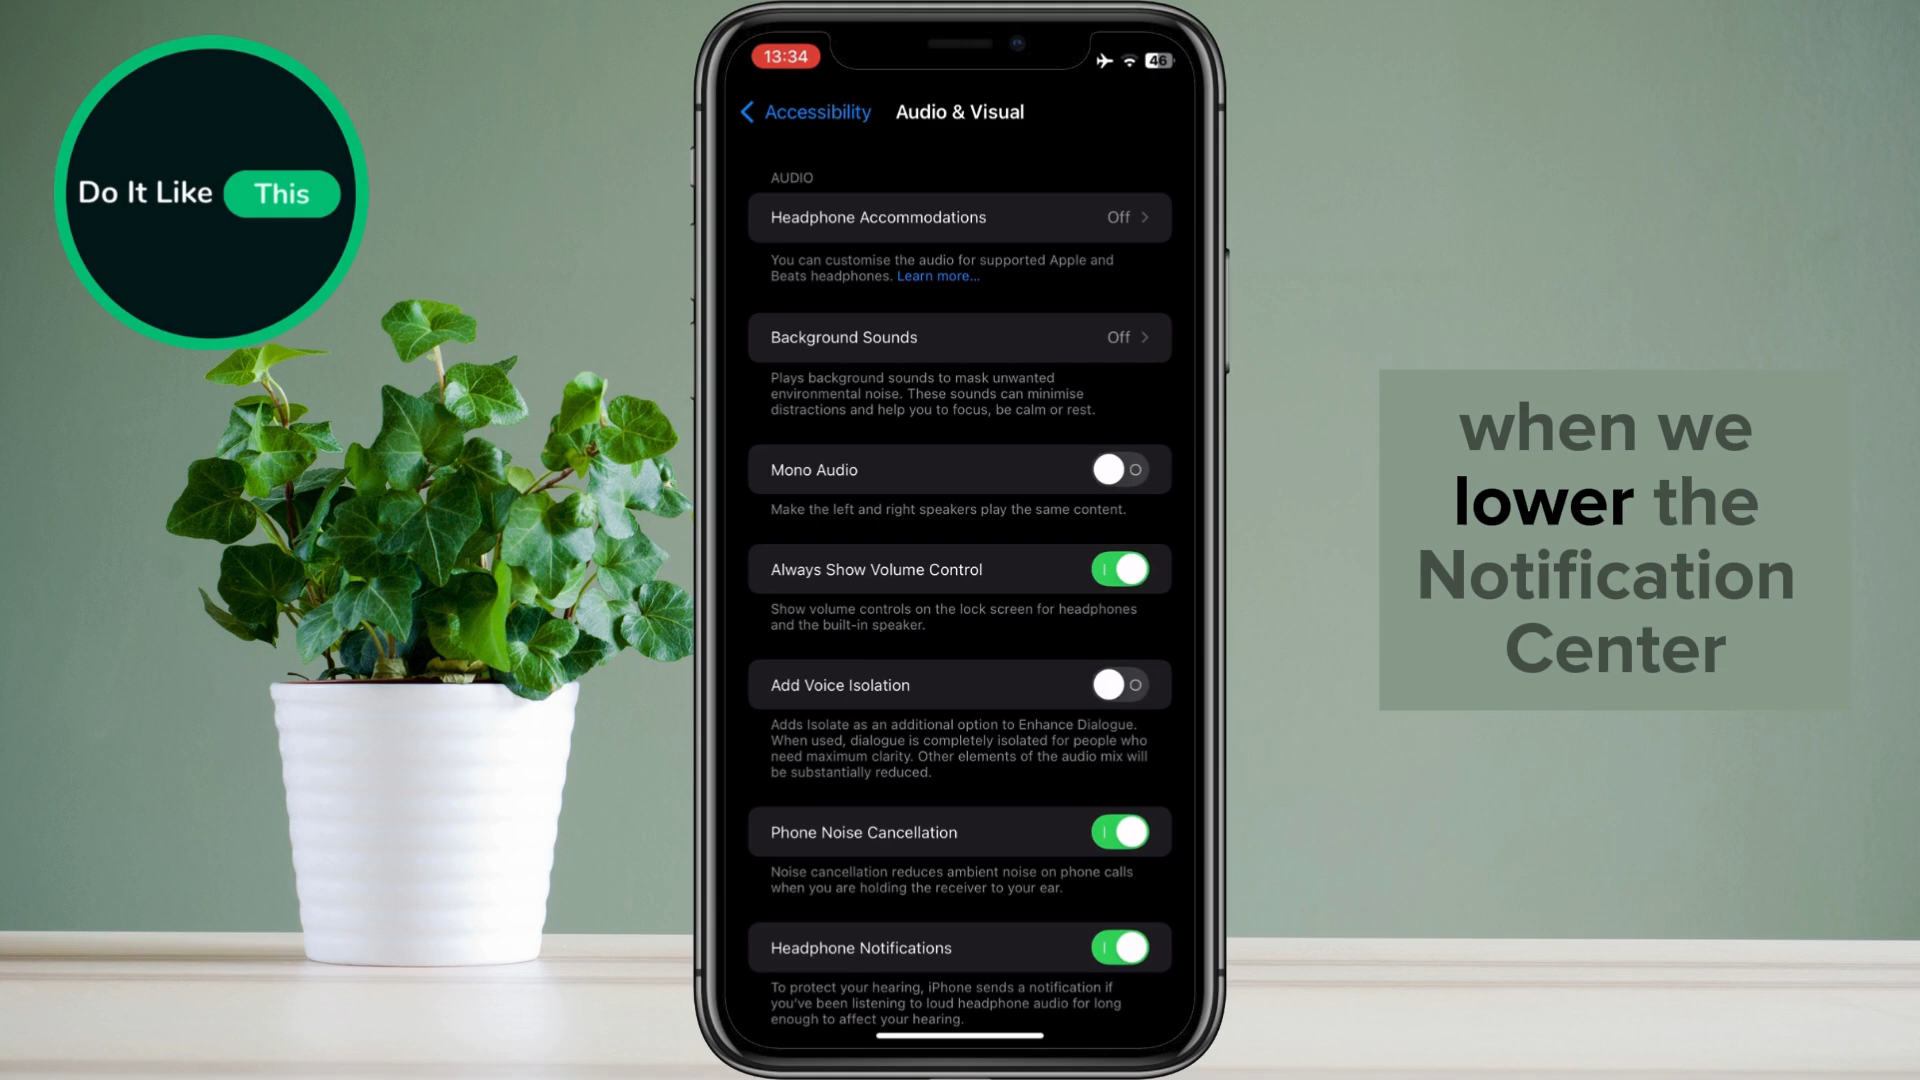 Do It Like This
13:34
46
Accessibility
Audio & Visual
AUDIO
Headphone Accommodations Off
You can customise the audio for supported Apple and
Beats headphones. Learn more...
Background Sounds Off
Plays background sounds to mask unwanted
environmental noise. These sounds can minimise
distractions and help you to focus, be calm or rest.
Mono Audio
Make the left and right speakers play the same content.
Always Show Volume Control
Show volume controls on the lock screen for headphones
and the built-in speaker.
Add Voice Isolation
Adds Isolate as an additional option to Enhance Dialogue.
When used, dialogue is completely isolated for people who
need maximum clarity. Other elements of the audio mix will
be substantially reduced.
Phone Noise Cancellation
Noise cancellation reduces ambient noise on phone calls
when you are holding the receiver to your ear.
Headphone Notifications
To protect your hearing, iPhone sends a notification if
you've been listening to loud headphone audio for long
enough to affect your hearing.
when we
lower the
Notification
Center